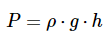 P = ρ · g · h